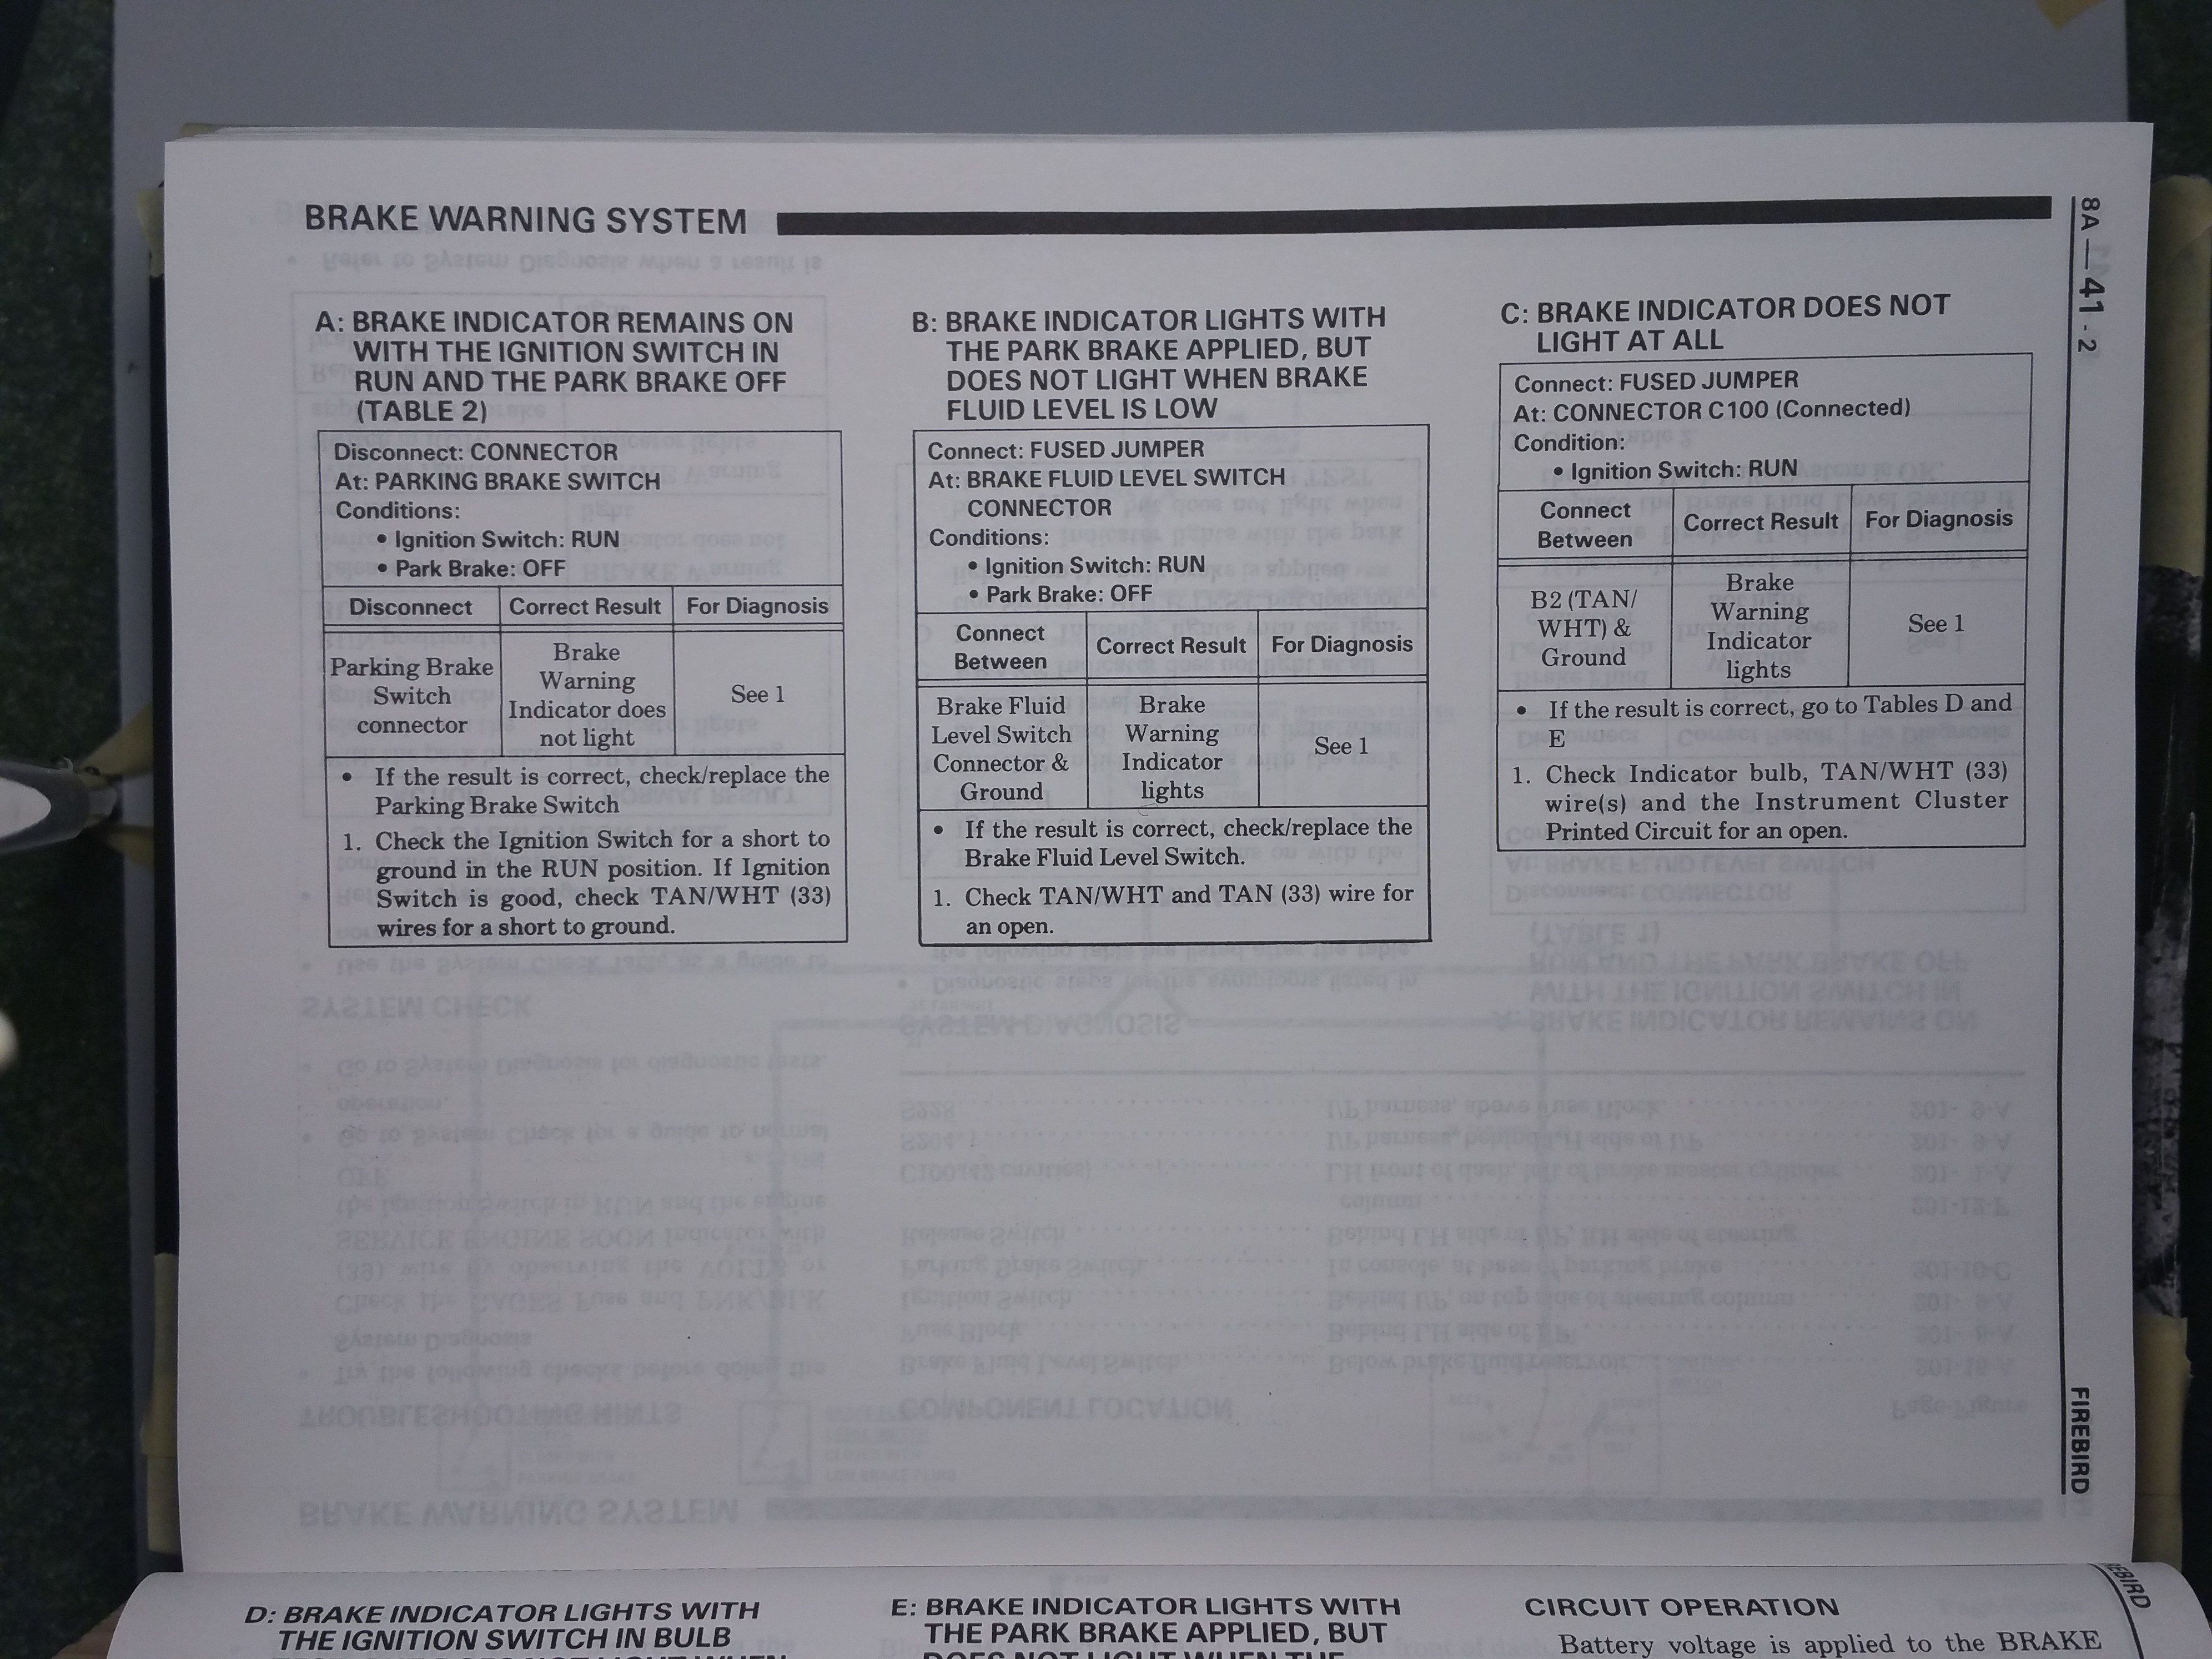 BRAKE WARNING SYSTEM
8A — 41 - 2
FIREBIRD
A: BRAKE INDICATOR REMAINS ON
WITH THE IGNITION SWITCH IN
RUN AND THE PARK BRAKE OFF
(TABLE 2)
Disconnect: CONNECTOR
At: PARKING BRAKE SWITCH
Conditions:
• Ignition Switch: RUN
• Park Brake: OFF
Disconnect Correct Result For Diagnosis
Parking Brake
Switch
connector
Brake
Warning
Indicator does
not light
See 1
• If the result is correct, check/replace the
Parking Brake Switch
1. Check the Ignition Switch for a short to
ground in the RUN position. If Ignition
Switch is good, check TAN/WHT (33)
wires for a short to ground.
B: BRAKE INDICATOR LIGHTS WITH
THE PARK BRAKE APPLIED, BUT
DOES NOT LIGHT WHEN BRAKE
FLUID LEVEL IS LOW
Connect: FUSED JUMPER
At: BRAKE FLUID LEVEL SWITCH
CONNECTOR
Conditions:
• Ignition Switch: RUN
• Park Brake: OFF
Connect
Between
Correct Result
For Diagnosis
Brake Fluid
Level Switch
Connector &
Ground
Brake
Warning
Indicator
lights
See 1
• If the result is correct, check/replace the
Brake Fluid Level Switch.
1. Check TAN/WHT and TAN (33) wire for
an open.
C: BRAKE INDICATOR DOES NOT
LIGHT AT ALL
Connect: FUSED JUMPER
At: CONNECTOR C100 (Connected)
Condition:
• Ignition Switch: RUN
Connect
Between
Correct Result
For Diagnosis
B2 (TAN/
WHT) &
Ground
Brake
Warning
Indicator
lights
See 1
• If the result is correct, go to Tables D and
E
1. Check Indicator bulb, TAN/WHT (33)
wire(s) and the Instrument Cluster
Printed Circuit for an open.
D: BRAKE INDICATOR LIGHTS WITH
THE IGNITION SWITCH IN BULB
E: BRAKE INDICATOR LIGHTS WITH
THE PARK BRAKE APPLIED, BUT
DOES NOT LIGHT WHEN THE
CIRCUIT OPERATION
Battery voltage is applied to the BRAKE